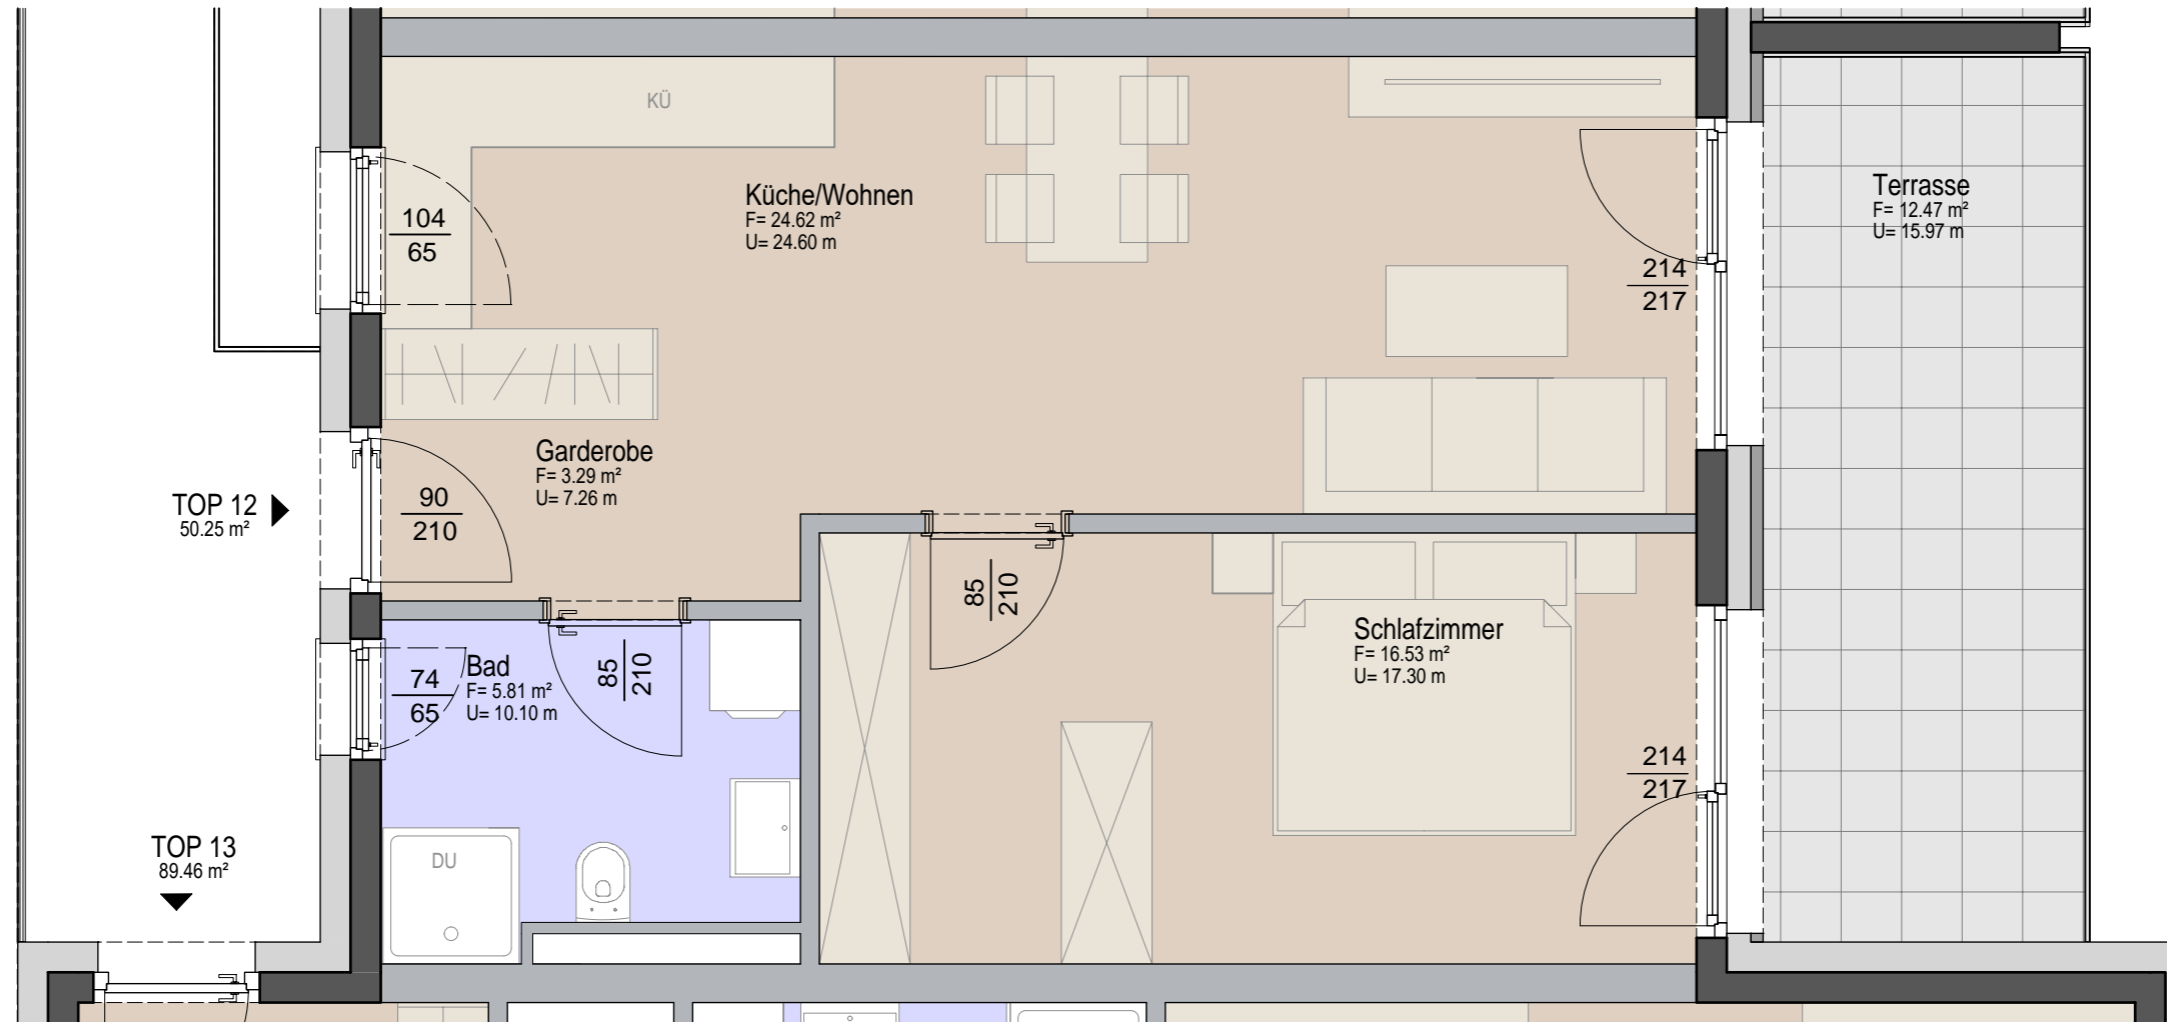 KÜ
Küche/Wohnen
F= 24.62 m²
U= 24.60 m
Terrasse
F= 12.47 m²
U= 15.97 m
104
65
214
217
Garderobe
F= 3.29 m²
U= 7.26 m
TOP 12
50.25 m²
90
210
85
210
Schlafzimmer
F= 16.53 m²
U= 17.30 m
Bad
F= 5.81 m²
U= 10.10 m
74
65
85
210
214
217
TOP 13
89.46 m²
DU